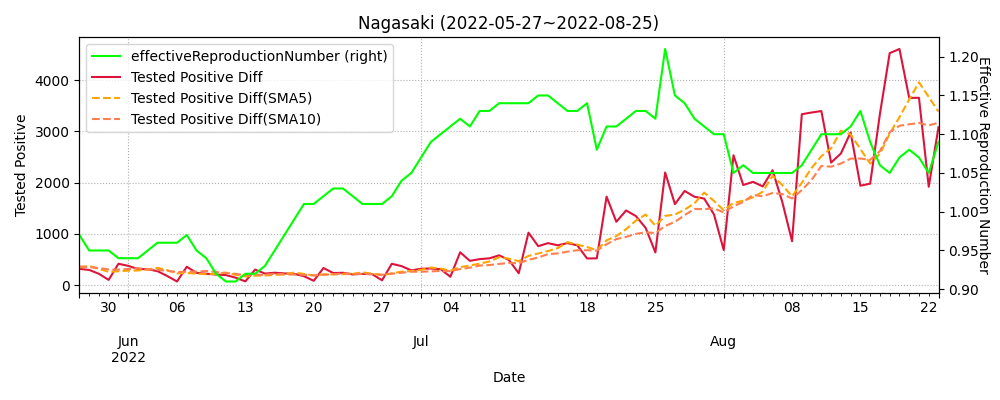 Nagasaki (2022-05-27~2022-08-25)
effectiveReproductionNumber (right)
Tested Positive Diff
Tested Positive Diff(SMA5)
Tested Positive Diff(SMA10)
Tested Positive
4000
3000
2000
1000
0
Effective Reproduction Number
1.20
1.15
1.10
1.05
1.00
0.95
0.90
30 06 13 20 27 04 11 18 25 08 15 22
Jun Jul Aug
2022
Date